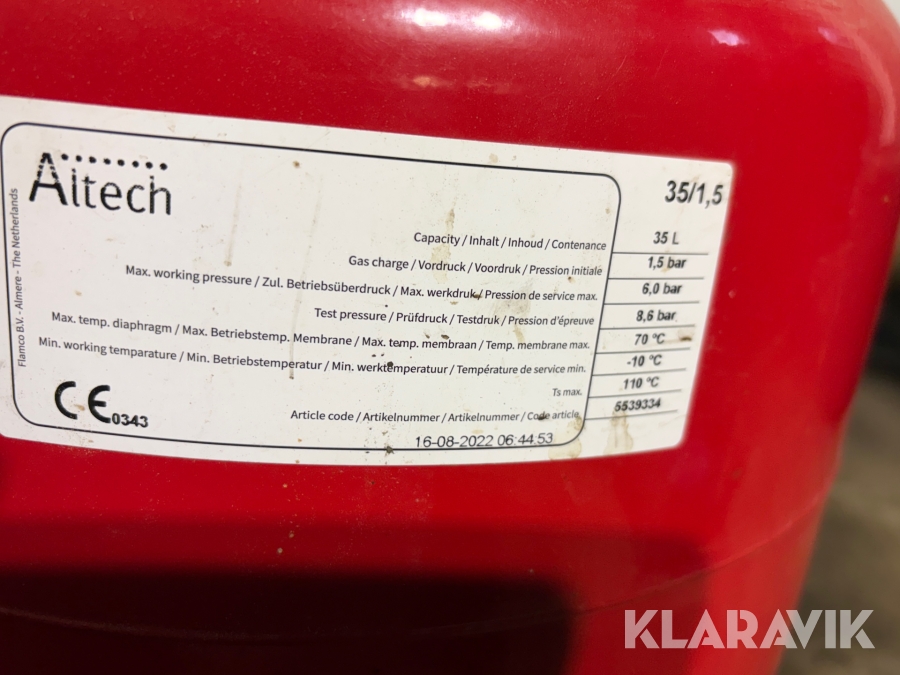 Altech
35/1,5
Flamco B.V. - Almere - The Netherlands
Capacity / Inhalt / Inhoud / Contenance 35 L
Gas charge / Vordruck / Voordruk / Pression initiale 1,5 bar
Max. working pressure / Zul. Betriebsüberdruck / Max. werkdruk / Pression de service max. 6,0 bar
Test pressure / Prüfdruck / Testdruk / Pression d'épreuve 8,6 bar
Max. temp. diaphragm / Max. Betriebstemp. Membrane / Max. temp. membraan / Temp. membrane max. 70 °C
Min. working temparature / Min. Betriebstemperatur / Min. werktemperatuur / Température de service min. -10 °C
Ts max. 110 °C
Article code / Artikelnummer / Artikelnummer / Code article 5539334
CE0343
16-08-2022 06:44.53
KLARAVIK